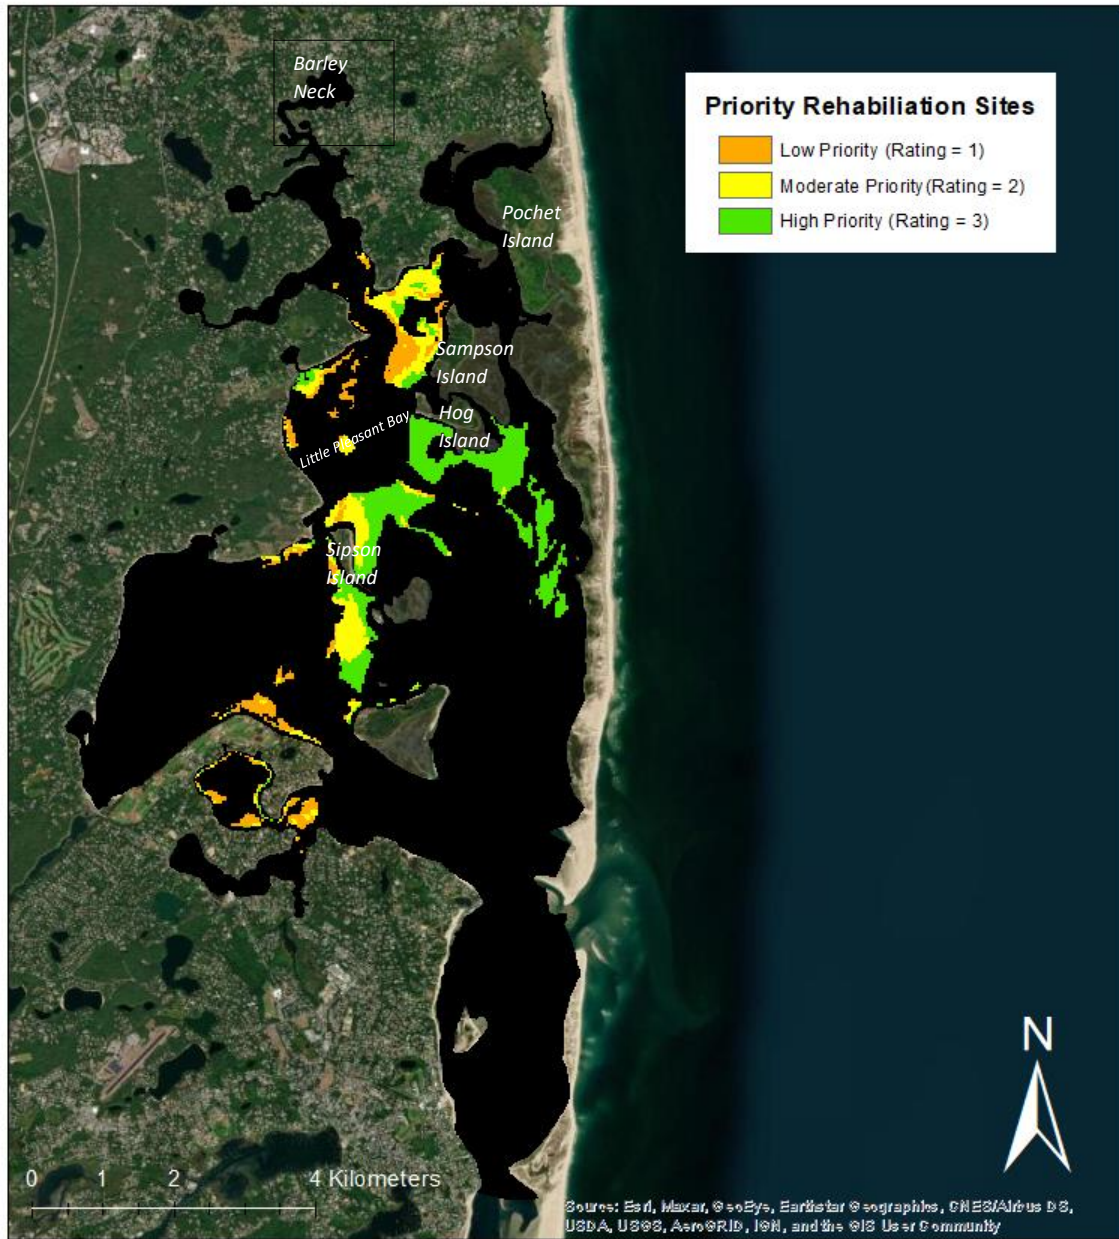 Barley
Neck
Priority Rehabiliation Sites
Low Priority (Rating = 1)
Moderate Priority (Rating = 2)
High Priority (Rating = 3)
Pochet
Island
Sampson
Island
Hog
Island
Little Pleasant Bay
Sipson
Island
N
0 1 2 4 Kilometers
Source: Esri, Maxar, GeoEye, Earthstar Geographics, CNES/Airbus DS,
USDA, USGS, AeroGRID, IGN, and the GIS User Community